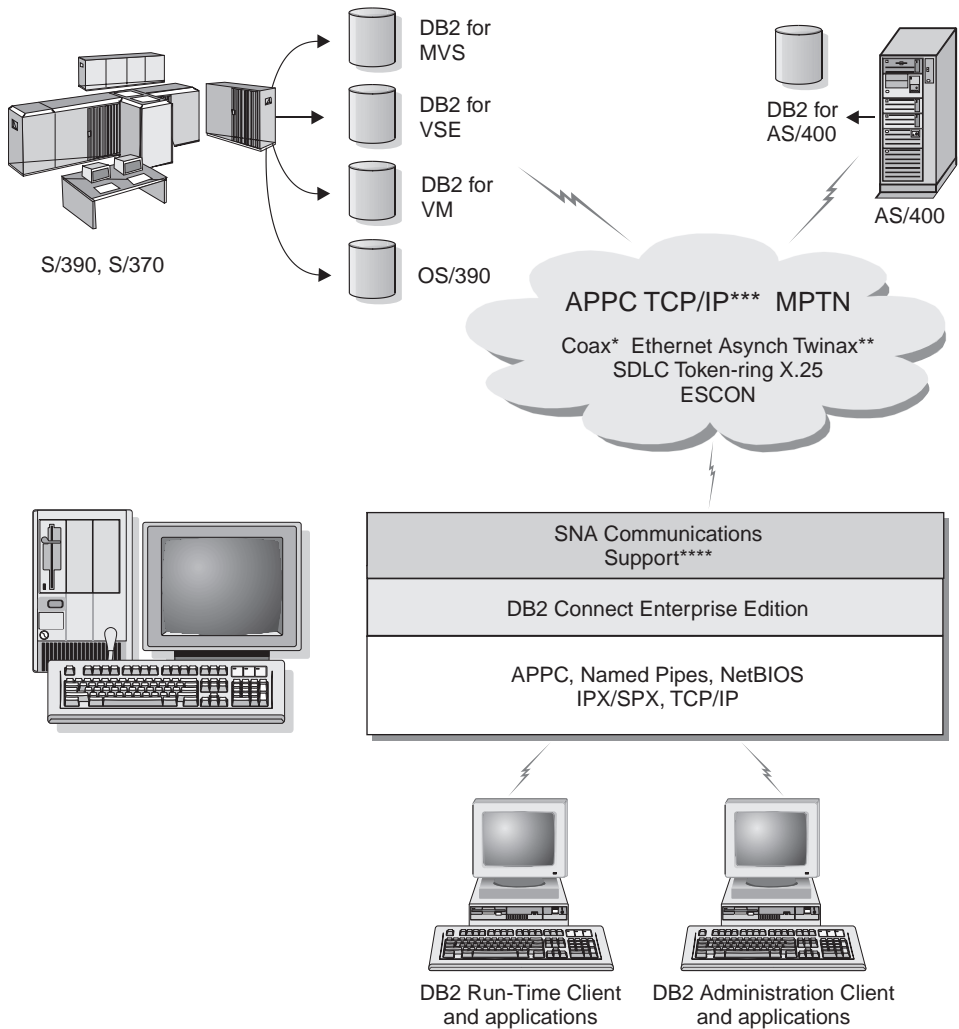 DB2 for
MVS
DB2 for
VSE
DB2 for
VM
OS/390
S/390, S/370
DB2 for
AS/400
AS/400
APPC TCP/IP*** MPTN
Coax* Ethernet Asynch Twinax**
SDLC Token-ring X.25
ESCON
SNA Communications
Support****
DB2 Connect Enterprise Edition
APPC, Named Pipes, NetBIOS
IPX/SPX, TCP/IP
DB2 Run-Time Client
and applications
DB2 Administration Client
and applications